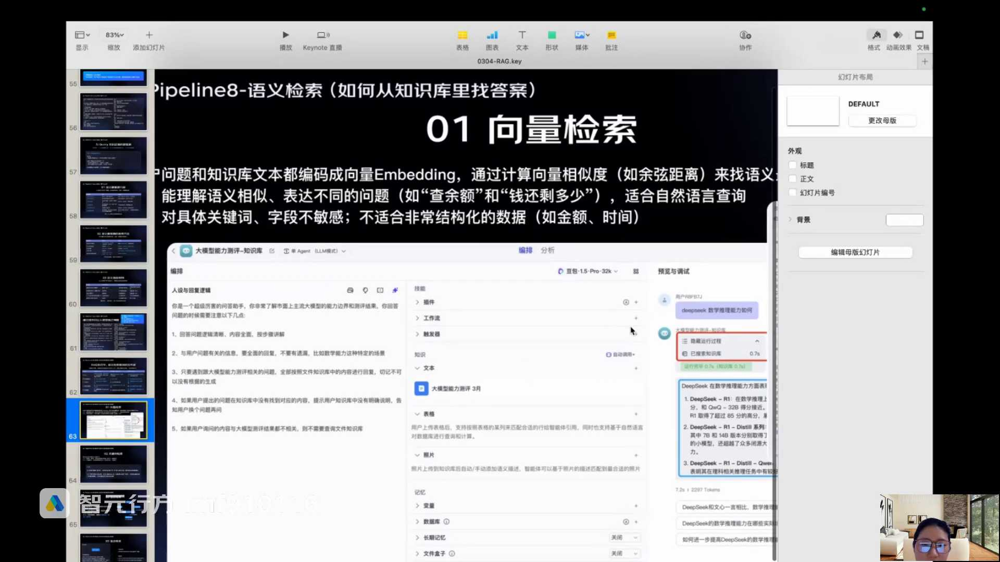 83%
显示
缩放
添加幻灯片
播放
Keynote 直播
表格
图表
文本
形状
媒体
批注
协作
格式
动画效果
文稿
0304-RAG.key
55
56
57
58
59
60
61
62
63
64
65
Pipeline8-语义检索（如何从知识库里找答案）
01 向量检索
问题和知识库文本都编码成向量Embedding，通过计算向量相似度（如余弦距离）来找语义
能理解语义相似、表达不同的问题（如“查余额”和“钱还剩多少”），适合自然语言查询
对具体关键词、字段不敏感；不适合非常结构化的数据（如金额、时间）
大模型能力测评-知识库
单 Agent（LLM模式）
编排
分析
编排
豆包·1.5·Pro·32k
预览与调试
人设与回复逻辑
你是一个超级厉害的问答助手，你非常了解市面上主流大模型的能力边界和测评结果，你回答
问题的时候需要注意以下几点:
1、回答问题逻辑清晰、内容全面，按步骤讲解
2、与用户问题有关的信息，要全面的回复，不要有遗漏，比如数学能力这种特定的场景
3、只要遇到跟大模型能力测评相关的问题，全部按照文件知识库中的内容进行回复，切记不可
以没有根据的生成
4、如果用户提出的问题在知识库中没有找到对应的内容，提示用户知识库中没有明确说明，告
知用户换个问题再问
5、如果用户询问的内容与大模型测评结果都不相关，则不需要查询文件知识库
技能
插件
工作流
触发器
知识
自动调用
文本
大模型能力测评 3月
表格
用户上传表格后，支持按照表格的某列来匹配合适的行给智能体引用，同时也支持基于自然语言
对数据库进行查询和计算。
照片
照片上传到知识库后自动/手动添加语义描述，智能体可以基于照片的描述匹配到最合适的照片
记忆
变量
数据库
长期记忆
关闭
文件盒子
关闭
用户RBFB7J
deepseek 数学推理能力如何
大模型能力测评-知识库
隐藏运行过程
已搜索知识库
0.7s
运行完毕 0.7s（知识库 0.7s）
DeepSeek 在数学推理能力方面表现
1. DeepSeek – R1：在数学推理上
分，和 QwQ – 32B 得分接近。
R1 取得了超过 85 分的高分，
2. DeepSeek – R1 – Distill 系列：
其中 7B 和 14B 版本分别取得了
的小模型，还超越了众多闭源大
力。
3. DeepSeek – R1 – Distill – Qwen
表明其在理科相关推理任务中有较
7.2s | 2297 Tokens
DeepSeek和文心一言相比，数学推理
DeepSeek的数学推理能力在哪些实际
如何进一步提高DeepSeek的数学推理
幻灯片布局
DEFAULT
更改母版
外观
标题
正文
幻灯片编号
背景
编辑母版幻灯片
智元行